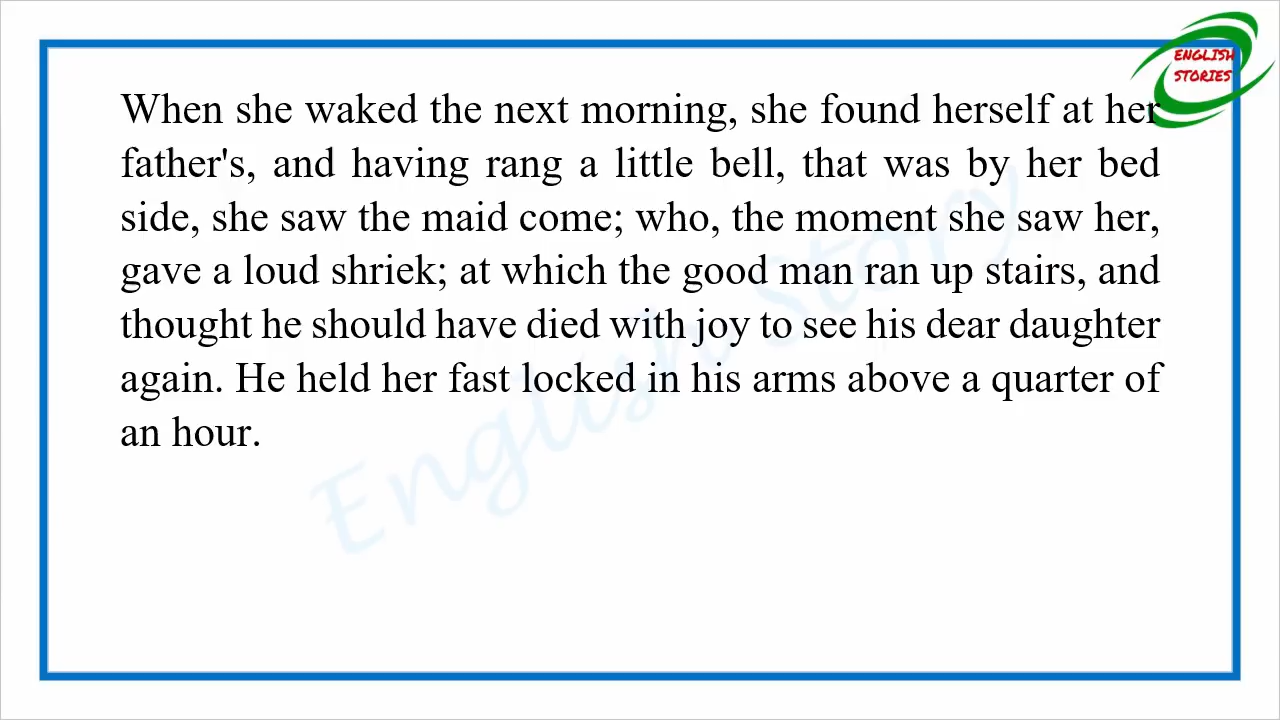 ENGLISH
STORIES
When she waked the next morning, she found herself at her
father's, and having rang a little bell, that was by her bed
side, she saw the maid come; who, the moment she saw her,
gave a loud shriek; at which the good man ran up stairs, and
thought he should have died with joy to see his dear daughter
again. He held her fast locked in his arms above a quarter of
an hour.
English Story